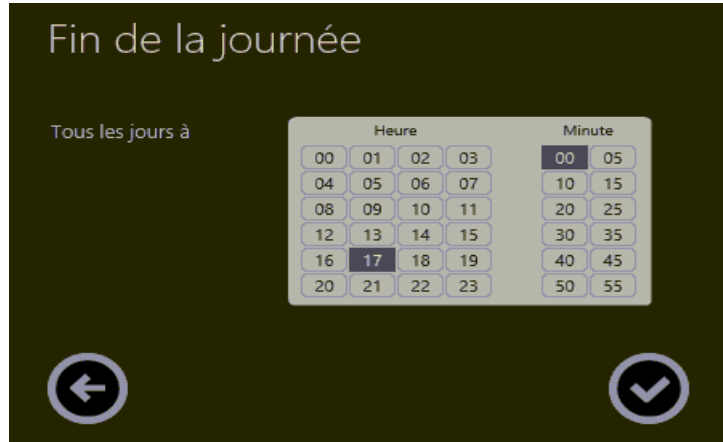 Fin de la journée
Tous les jours à
Heure Minute
00 01 02 03 00 05
04 05 06 07 10 15
08 09 10 11 20 25
12 13 14 15 30 35
16 17 18 19 40 45
20 21 22 23 50 55